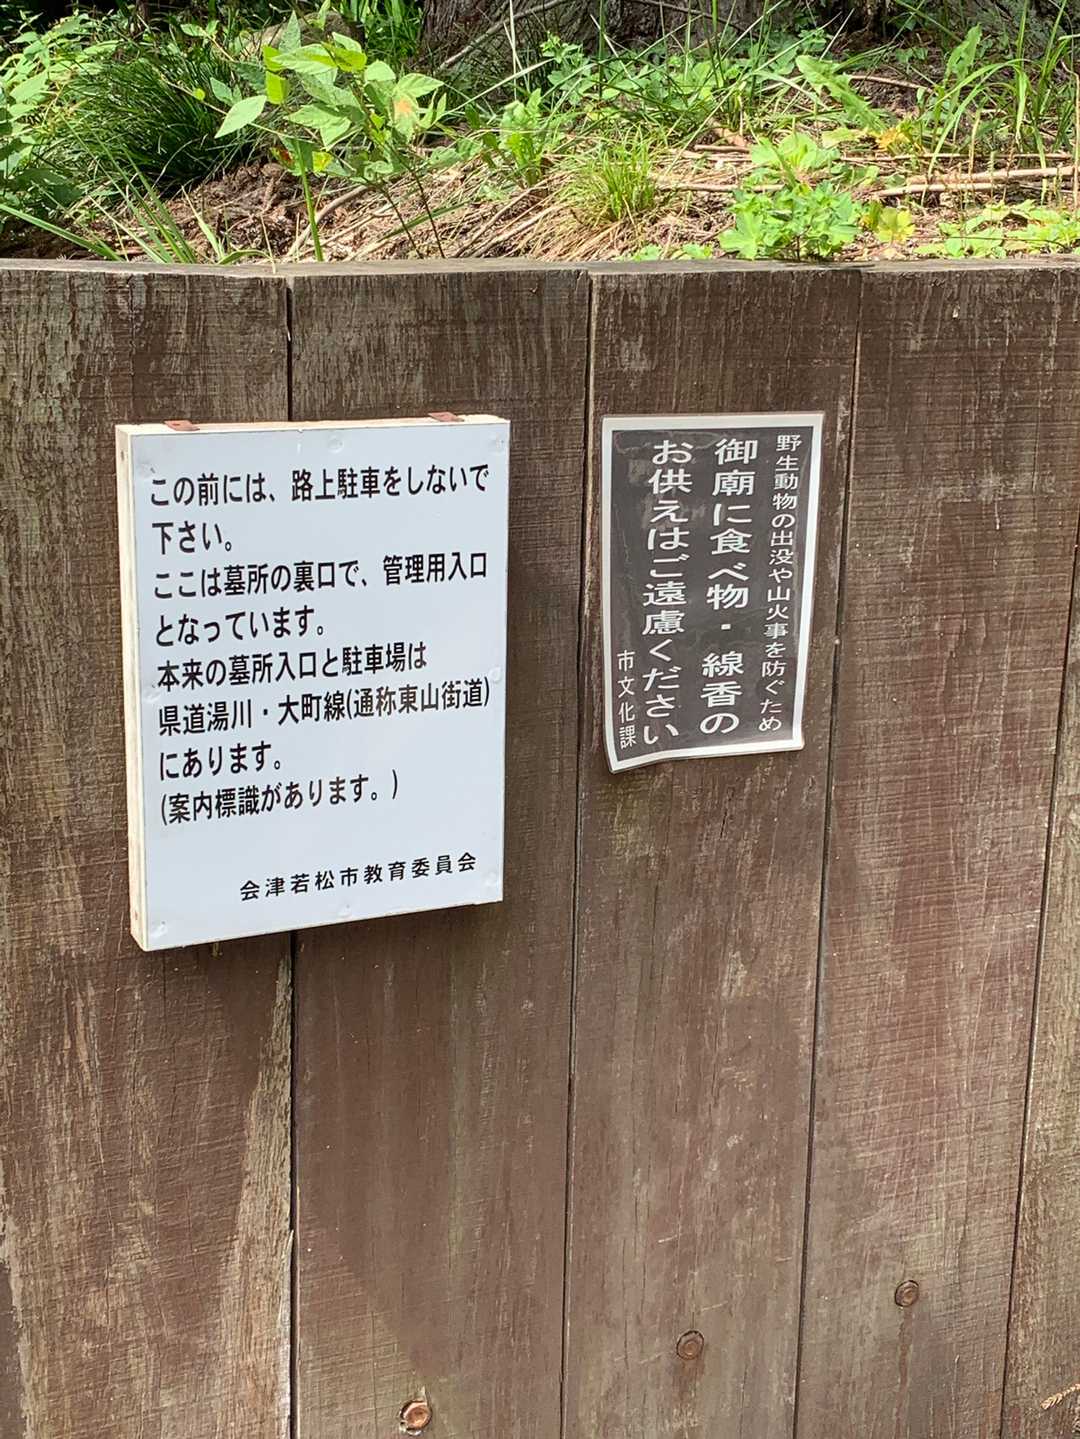 この前には、路上駐車をしないで
下さい。
ここは墓所の裏口で、管理用入口
となっています。
本来の墓所入口と駐車場は
県道湯川・大町線(通称東山街道)
にあります。
(案内標識があります。)
会津若松市教育委員会
野生動物の出没や山火事を防ぐため
御廟に食べ物・線香の
お供えはご遠慮ください
市文化課